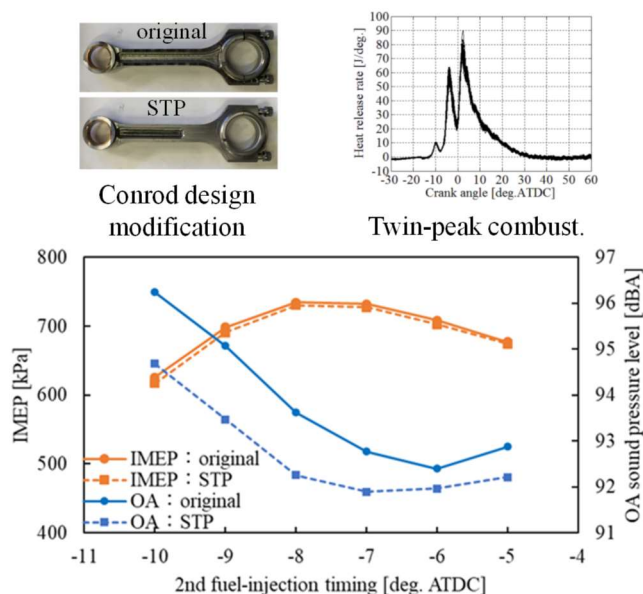 original
STP
Conrod design
modification
Heat release rate [J/deg.]
100
90
80
70
60
50
40
30
20
10
0
-10
-30 -20 -10 0 10 20 30 40 50 60
Crank angle [deg.ATDC]
Twin-peak combust.
IMEP [kPa]
800
700
600
500
400
OA sound pressure level [dBA]
97
96
95
94
93
92
91
IMEP：original
IMEP：STP
OA：original
OA：STP
-11 -10 -9 -8 -7 -6 -5 -4
2nd fuel-injection timing [deg. ATDC]